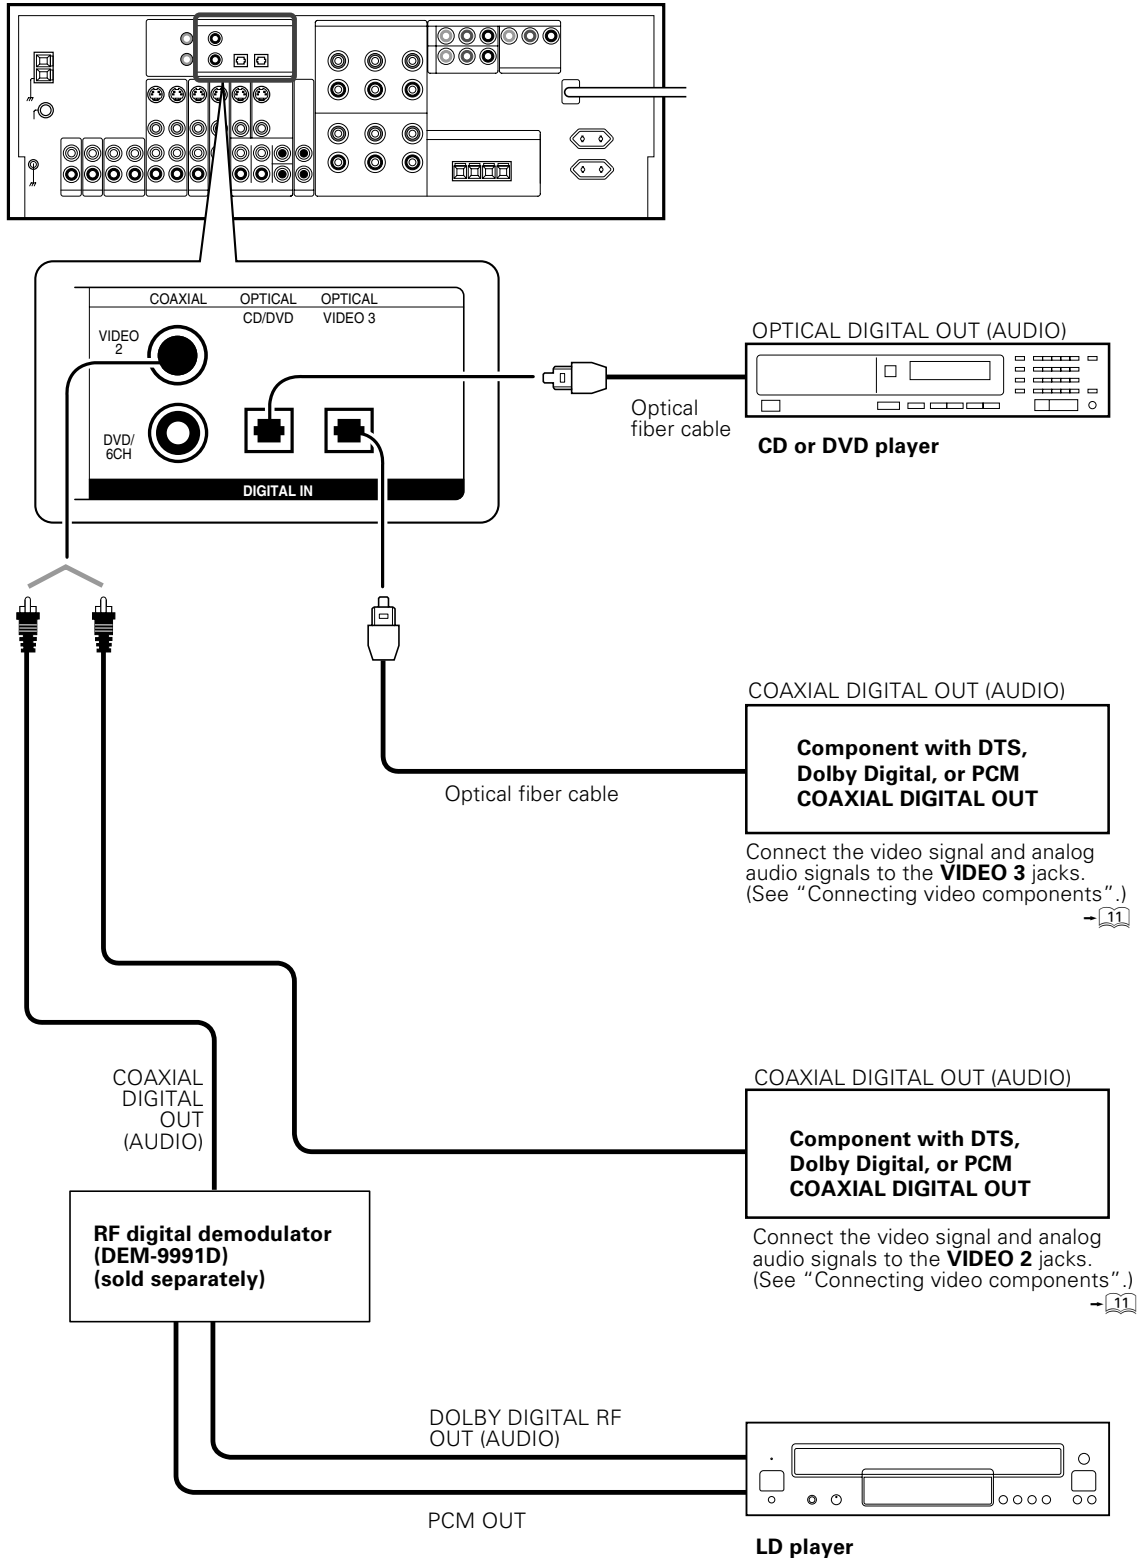 COAXIAL OPTICAL OPTICAL
CD/DVD VIDEO 3
VIDEO
2
DVD/
6CH
DIGITAL IN
OPTICAL DIGITAL OUT (AUDIO)
Optical
fiber cable
CD or DVD player
COAXIAL DIGITAL OUT (AUDIO)
Component with DTS,
Dolby Digital, or PCM
COAXIAL DIGITAL OUT
Optical fiber cable
Connect the video signal and analog
audio signals to the VIDEO 3 jacks.
(See “Connecting video components”.)
→ 11
COAXIAL
DIGITAL
OUT
(AUDIO)
COAXIAL DIGITAL OUT (AUDIO)
Component with DTS,
Dolby Digital, or PCM
COAXIAL DIGITAL OUT
RF digital demodulator
(DEM-9991D)
(sold separately)
Connect the video signal and analog
audio signals to the VIDEO 2 jacks.
(See “Connecting video components”.)
→ 11
DOLBY DIGITAL RF
OUT (AUDIO)
PCM OUT
LD player